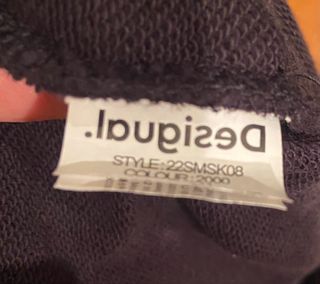 Desigual.
STYLE : 22SMSK08
COLOUR : 2000